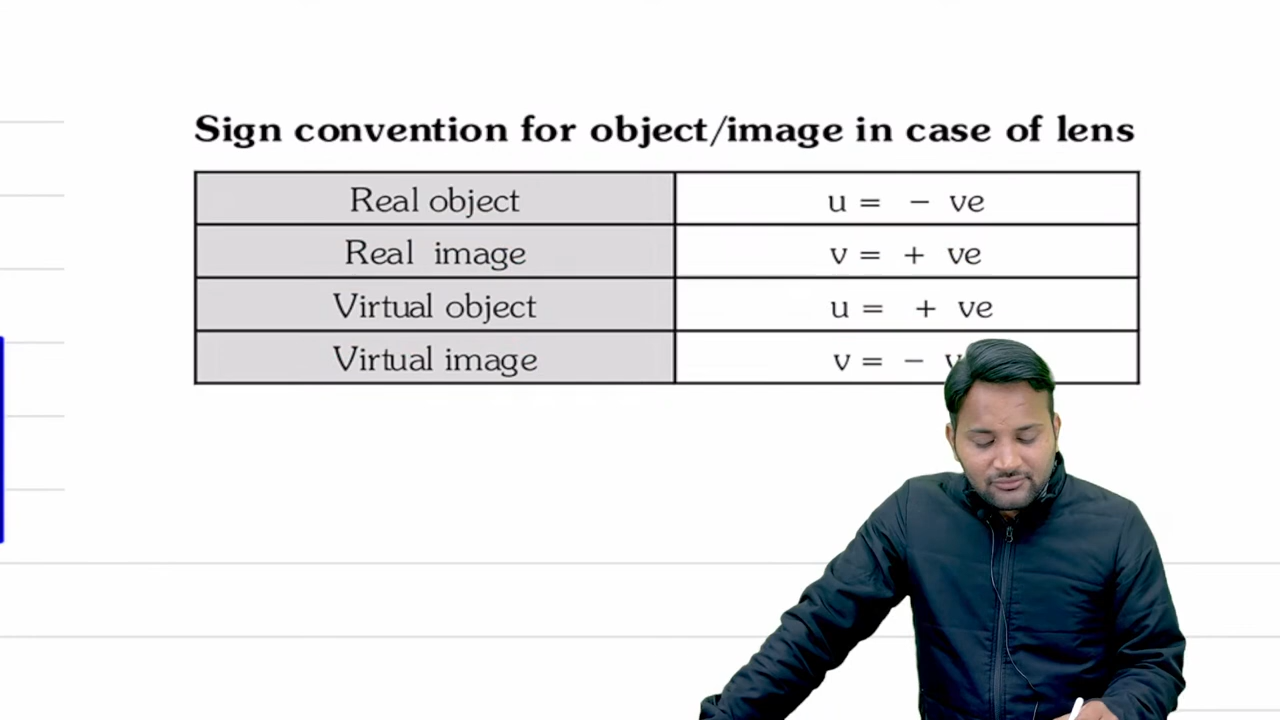 Sign convention for object/image in case of lens
Real object u = − ve
Real image v = + ve
Virtual object u = + ve
Virtual image v = −